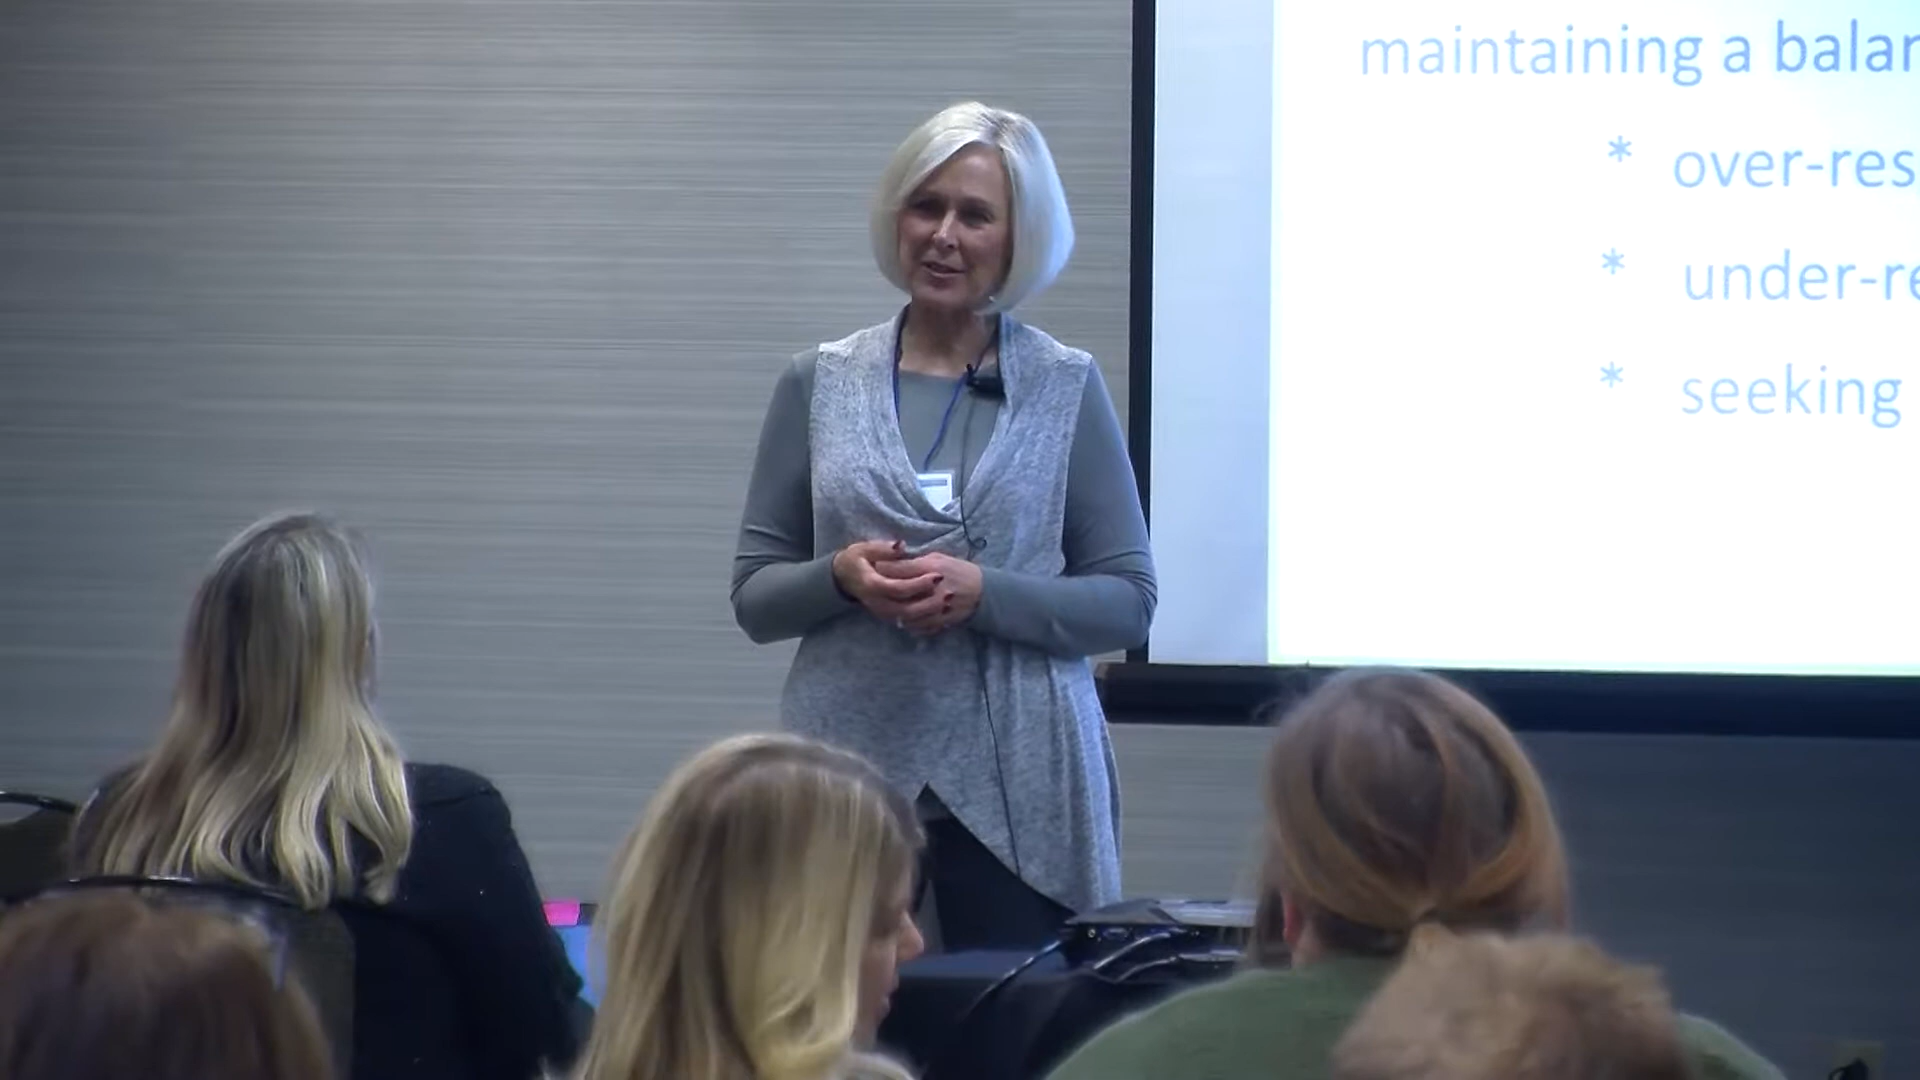 maintaining a balan
* over-res
* under-re
* seeking